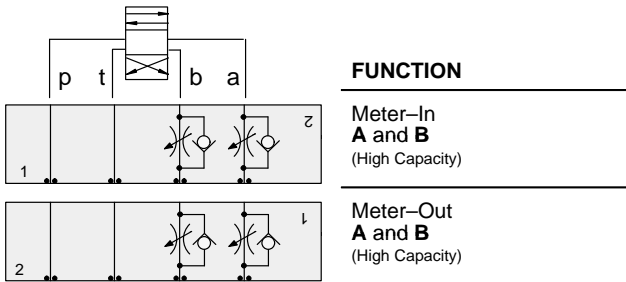 p t b a
FUNCTION
2
1
Meter–In
A and B
(High Capacity)
1
2
Meter–Out
A and B
(High Capacity)